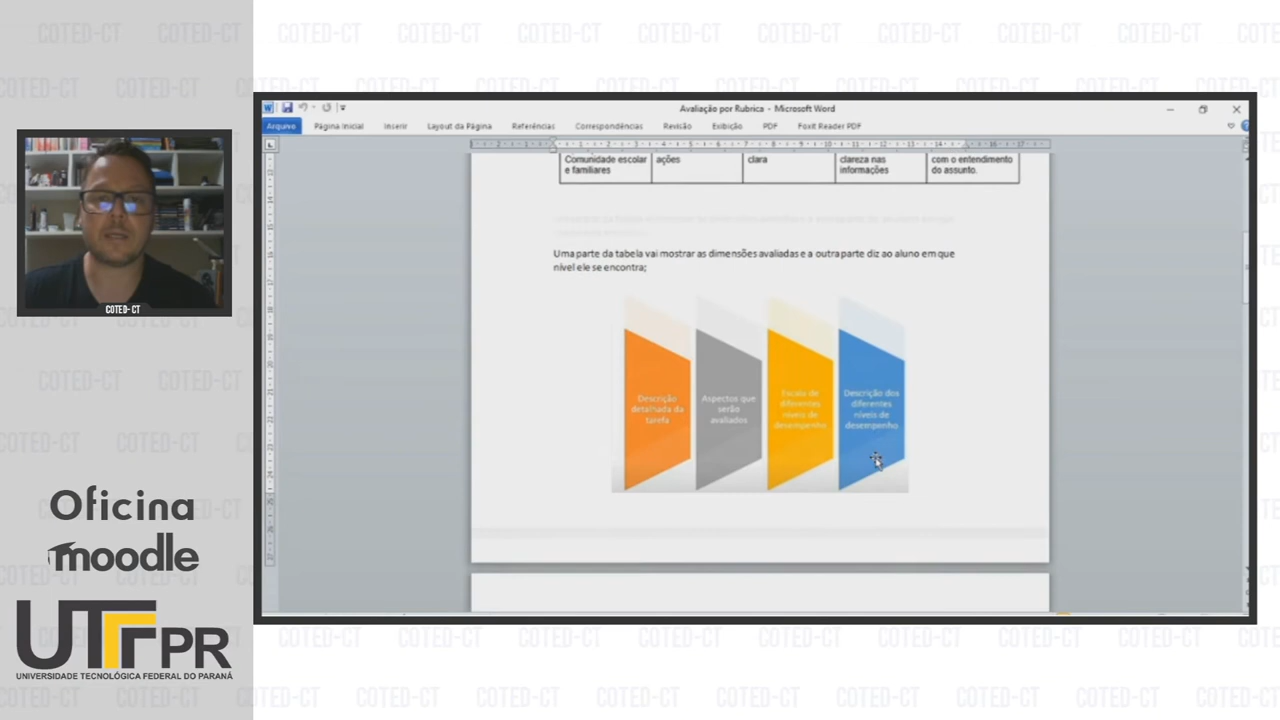 COTED-CT
Oficina
moodle
UTFPR
UNIVERSIDADE TECNOLÓGICA FEDERAL DO PARANÁ
Avaliação por Rubrica - Microsoft Word
Arquivo Página Inicial Inserir Layout da Página Referências Correspondências Revisão Exibição PDF Foxit Reader PDF
Comunidade escolar
e familiares
ações
clara
clareza nas
informações
com o entendimento
do assunto.
Uma parte da tabela vai mostrar as dimensões avaliadas e a outra parte diz ao aluno em que
nível ele se encontra;
Descrição
detalhada da
tarefa
Aspectos que
serão
avaliados
Escala de
diferentes
níveis de
desempenho
Descrição dos
diferentes
níveis de
desempenho